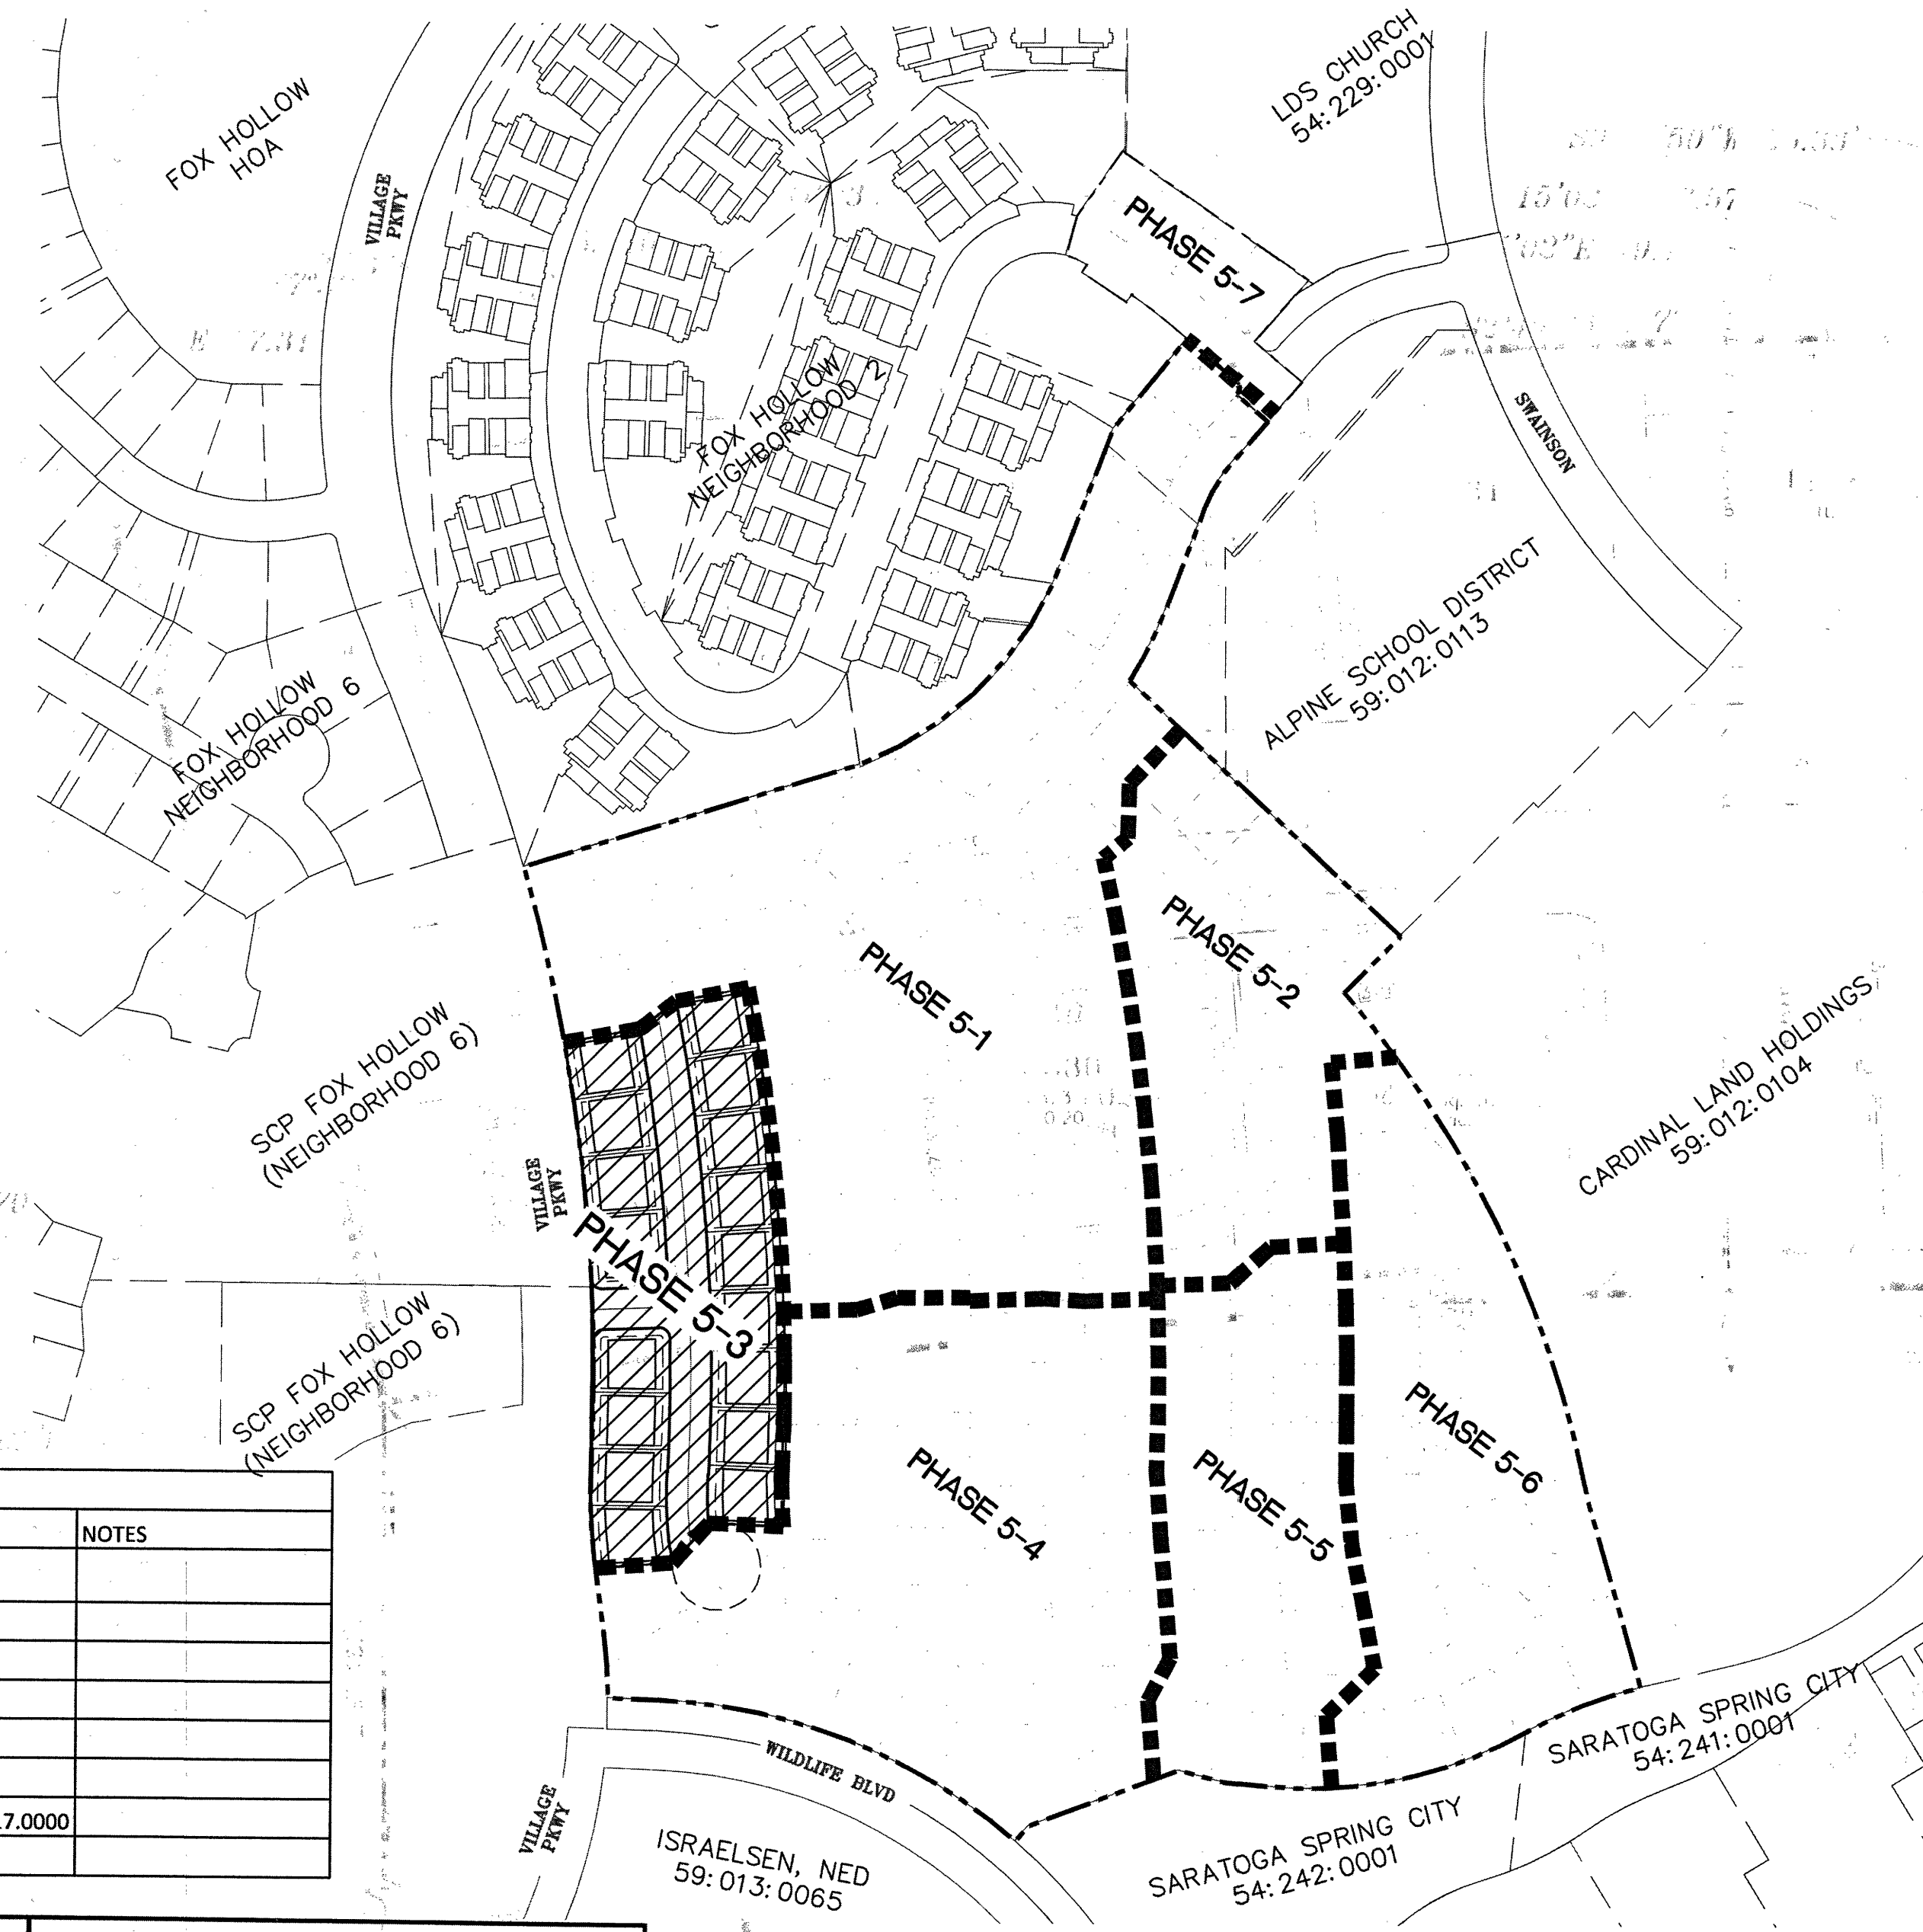 LDS CHURCH
54:229:0001
FOX HOLLOW
HOA
VILLAGE
PKWY
PHASE 5-7
FOX HOLLOW
NEIGHBORHOOD 2
SWAINSON
ALPINE SCHOOL DISTRICT
59:012:0113
FOX HOLLOW
NEIGHBORHOOD 6
PHASE 5-1
PHASE 5-2
SCP FOX HOLLOW
(NEIGHBORHOOD 6)
CARDINAL LAND HOLDINGS
59:012:0104
VILLAGE
PKWY
PHASE 5-3
SCP FOX HOLLOW
(NEIGHBORHOOD 6)
PHASE 5-4
PHASE 5-5
PHASE 5-6
NOTES
7.0000
WILDLIFE BLVD
VILLAGE
PKWY
ISRAELSEN, NED
59:013:0065
SARATOGA SPRING CITY
54:242:0001
SARATOGA SPRING CITY
54:241:0001